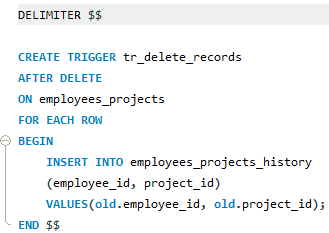 DELIMITER $$
CREATE TRIGGER tr_delete_records
AFTER DELETE
ON employees_projects
FOR EACH ROW
BEGIN
INSERT INTO employees_projects_history
(employee_id, project_id)
VALUES(old.employee_id, old.project_id);
END $$